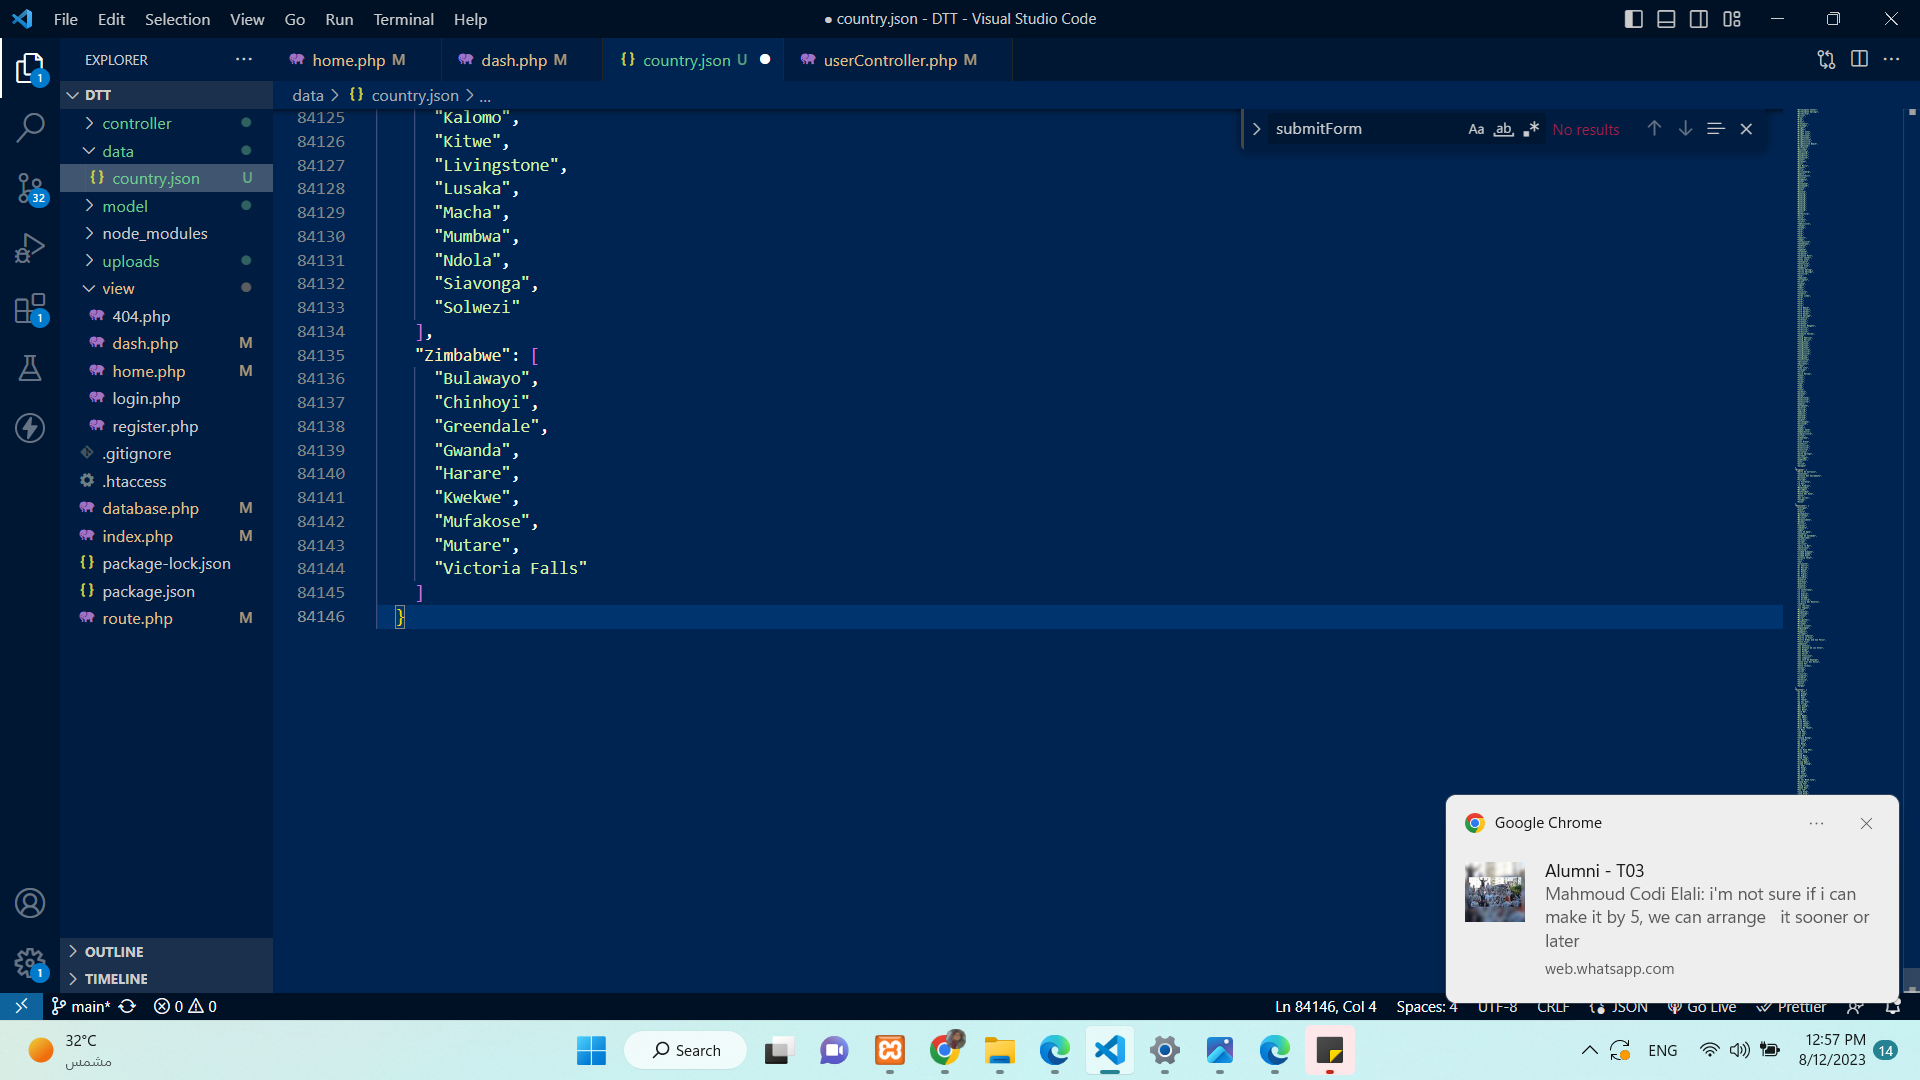 File Edit Selection View Go Run Terminal Help
● country.json - DTT - Visual Studio Code
EXPLORER ...
home.php M
dash.php M
{} country.json U ●
userController.php M
DTT
data > {} country.json > ...
submitForm Aa ab .* No results
controller
data
{} country.json U
model
node_modules
uploads
view
404.php
dash.php M
home.php M
login.php
register.php
.gitignore
.htaccess
database.php M
index.php M
{} package-lock.json
{} package.json
route.php M
1
32
1
1
84125 "Kalomo",
84126 "Kitwe",
84127 "Livingstone",
84128 "Lusaka",
84129 "Macha",
84130 "Mumbwa",
84131 "Ndola",
84132 "Siavonga",
84133 "Solwezi"
84134 ],
84135 "Zimbabwe": [
84136 "Bulawayo",
84137 "Chinhoyi",
84138 "Greendale",
84139 "Gwanda",
84140 "Harare",
84141 "Kwekwe",
84142 "Mufakose",
84143 "Mutare",
84144 "Victoria Falls"
84145 ]
84146 }
OUTLINE
TIMELINE
Google Chrome
Alumni - T03
Mahmoud Codi Elali: i'm not sure if i can
make it by 5, we can arrange it sooner or
later
web.whatsapp.com
main* 0 0
Ln 84146, Col 4 Spaces: 4 UTF-8 CRLF {} JSON Go Live Prettier
32°C
مشمس
Search
ENG
12:57 PM
8/12/2023
14